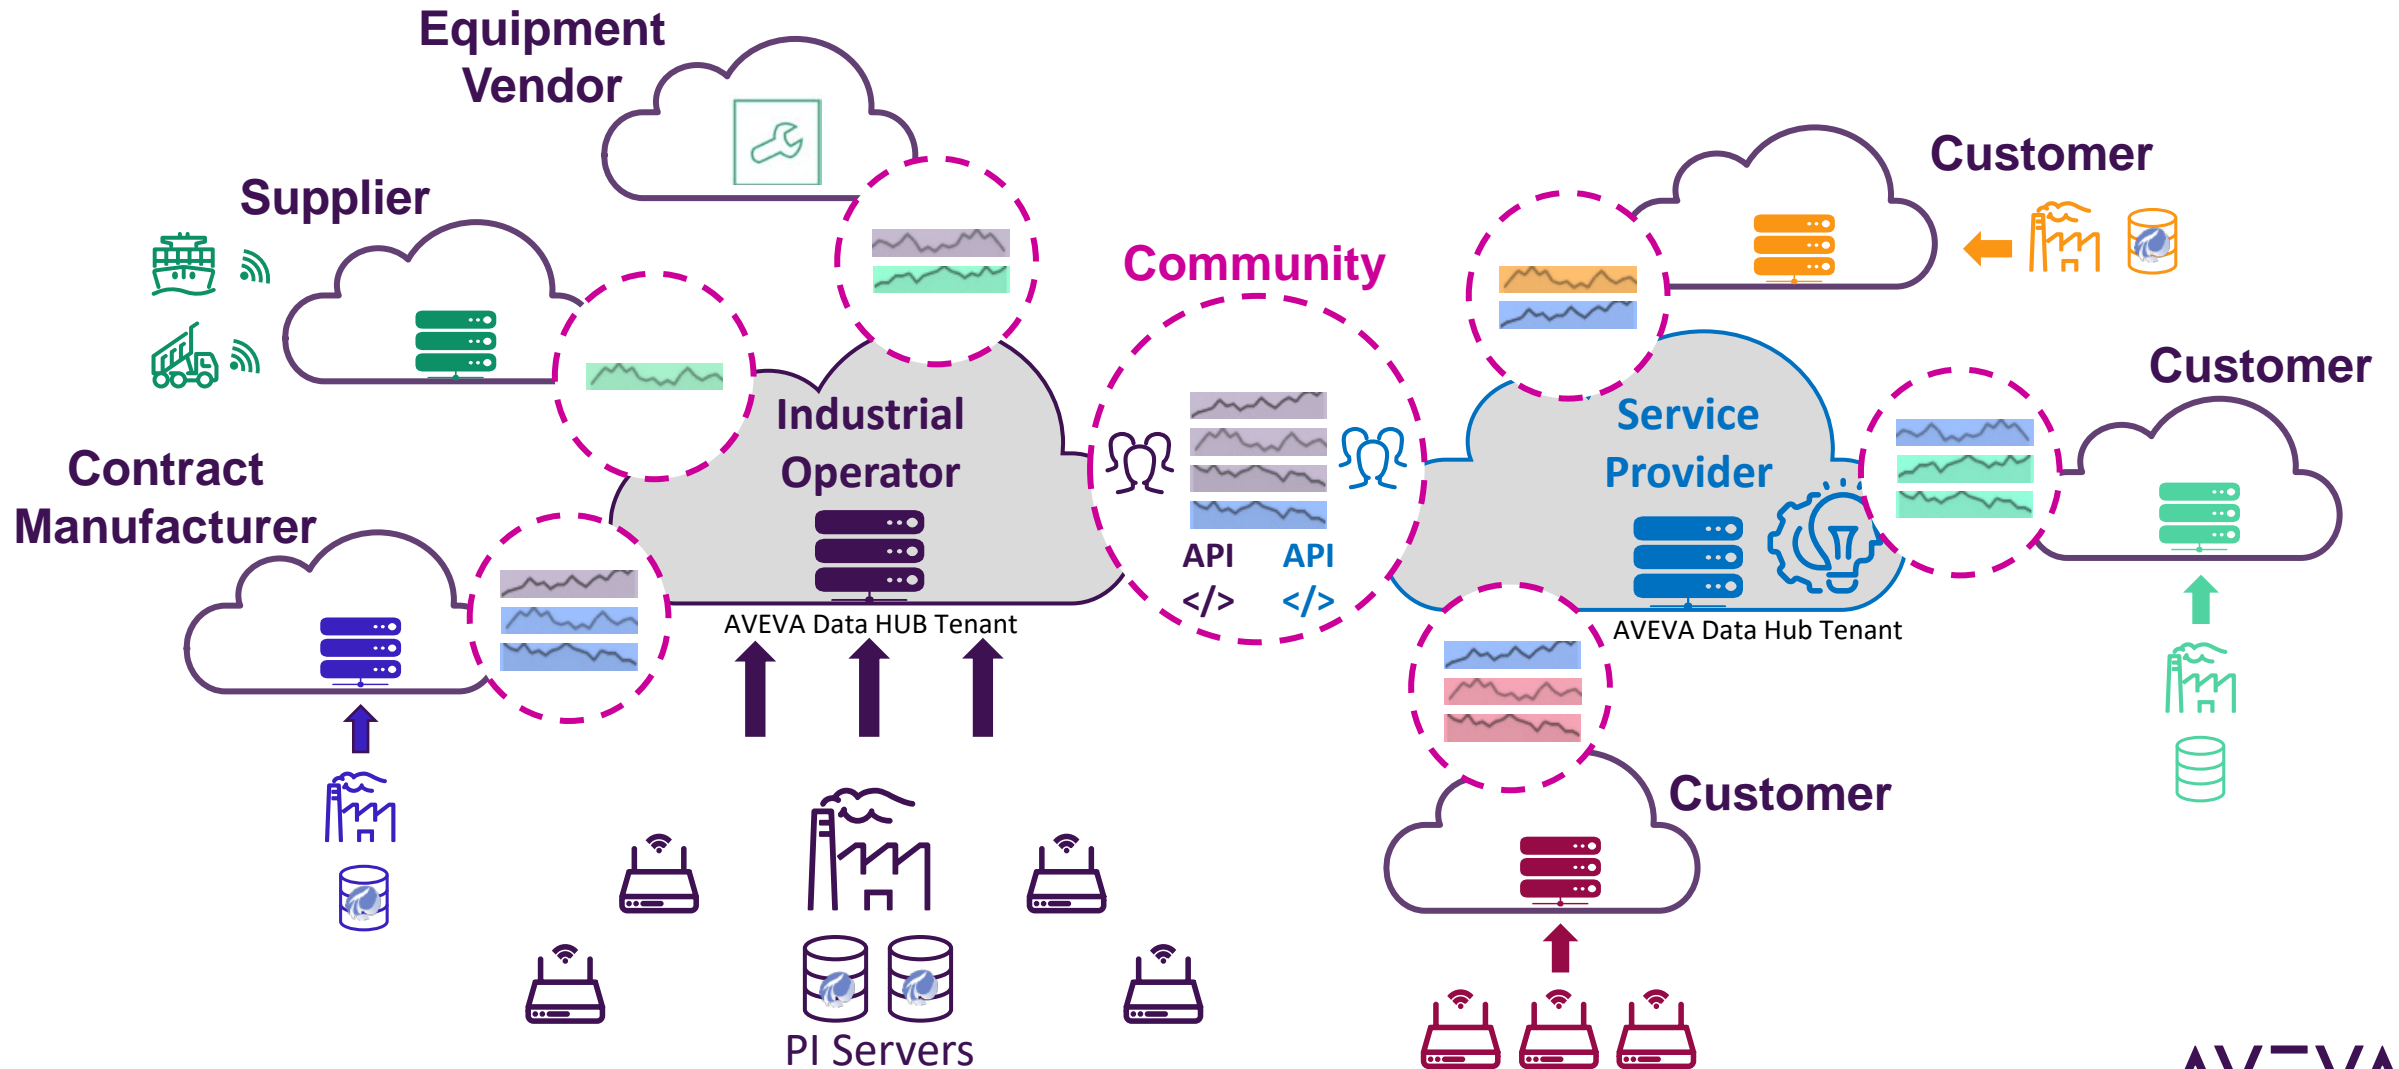 Equipment
Vendor
Supplier
Contract
Manufacturer
Industrial
Operator
AVEVA Data HUB Tenant
PI Servers
Community
API
API
</>
</>
Service
Provider
AVEVA Data Hub Tenant
Customer
Customer
Customer
AVEVA